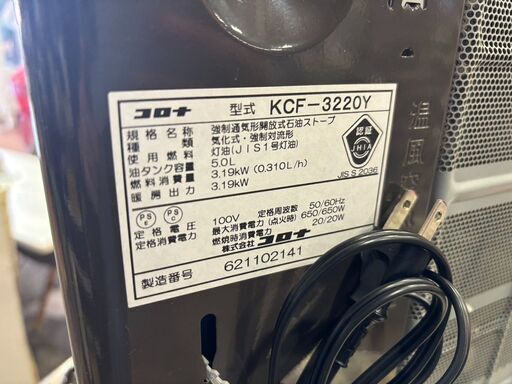 コロナ 型式 KCF-3220Y
規格名称 強制通気形開放式石油ストーブ
種類 気化式・強制対流形
使用燃料 灯油(JIS1号灯油)
油タンク容量 5.0L
燃料消費量 3.19kW (0.310L/h)
暖房出力 3.19kW
認証
JHIA
JIS S 2036
PS E PS C
定格電圧 100V 定格周波数 50/60Hz
定格消費電力 最大消費電力(点火時) 650/650W
燃焼時消費電力 20/20W
株式会社 コロナ
製造番号 621102141
温風